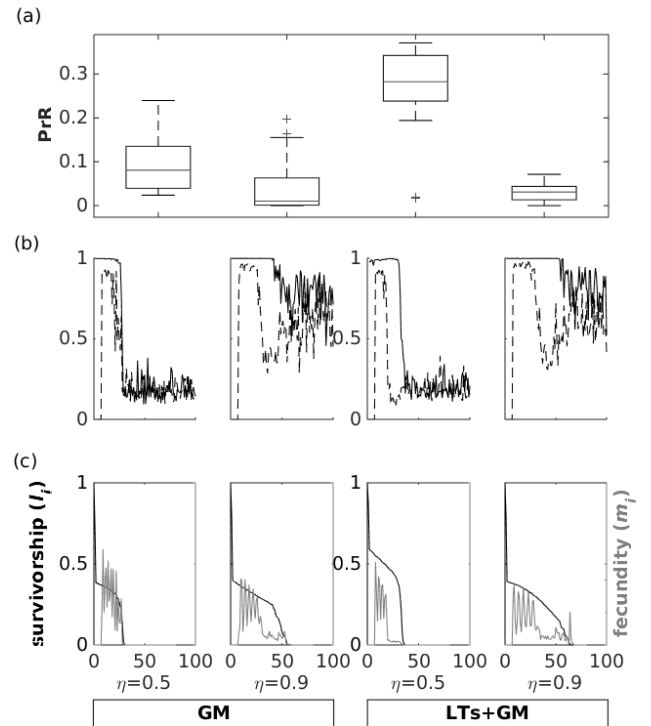 (a)
PrR
0.3
0.2
0.1
0
(b)
1
0.5
0
1
0.5
0
(c)
survivorship (l_i)
1
0.5
0
1
0.5
0
fecundity (m_i)
0 50 100 0 50 100 0 50 100 0 50 100
η=0.5 η=0.9 η=0.5 η=0.9
GM LTs+GM